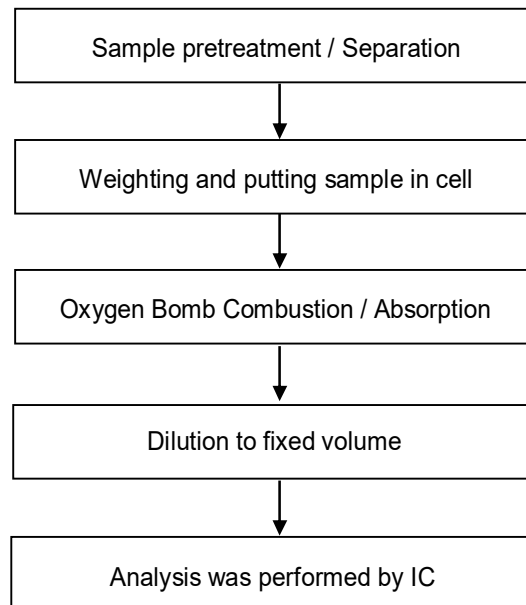 Sample pretreatment / Separation
Weighting and putting sample in cell
Oxygen Bomb Combustion / Absorption
Dilution to fixed volume
Analysis was performed by IC